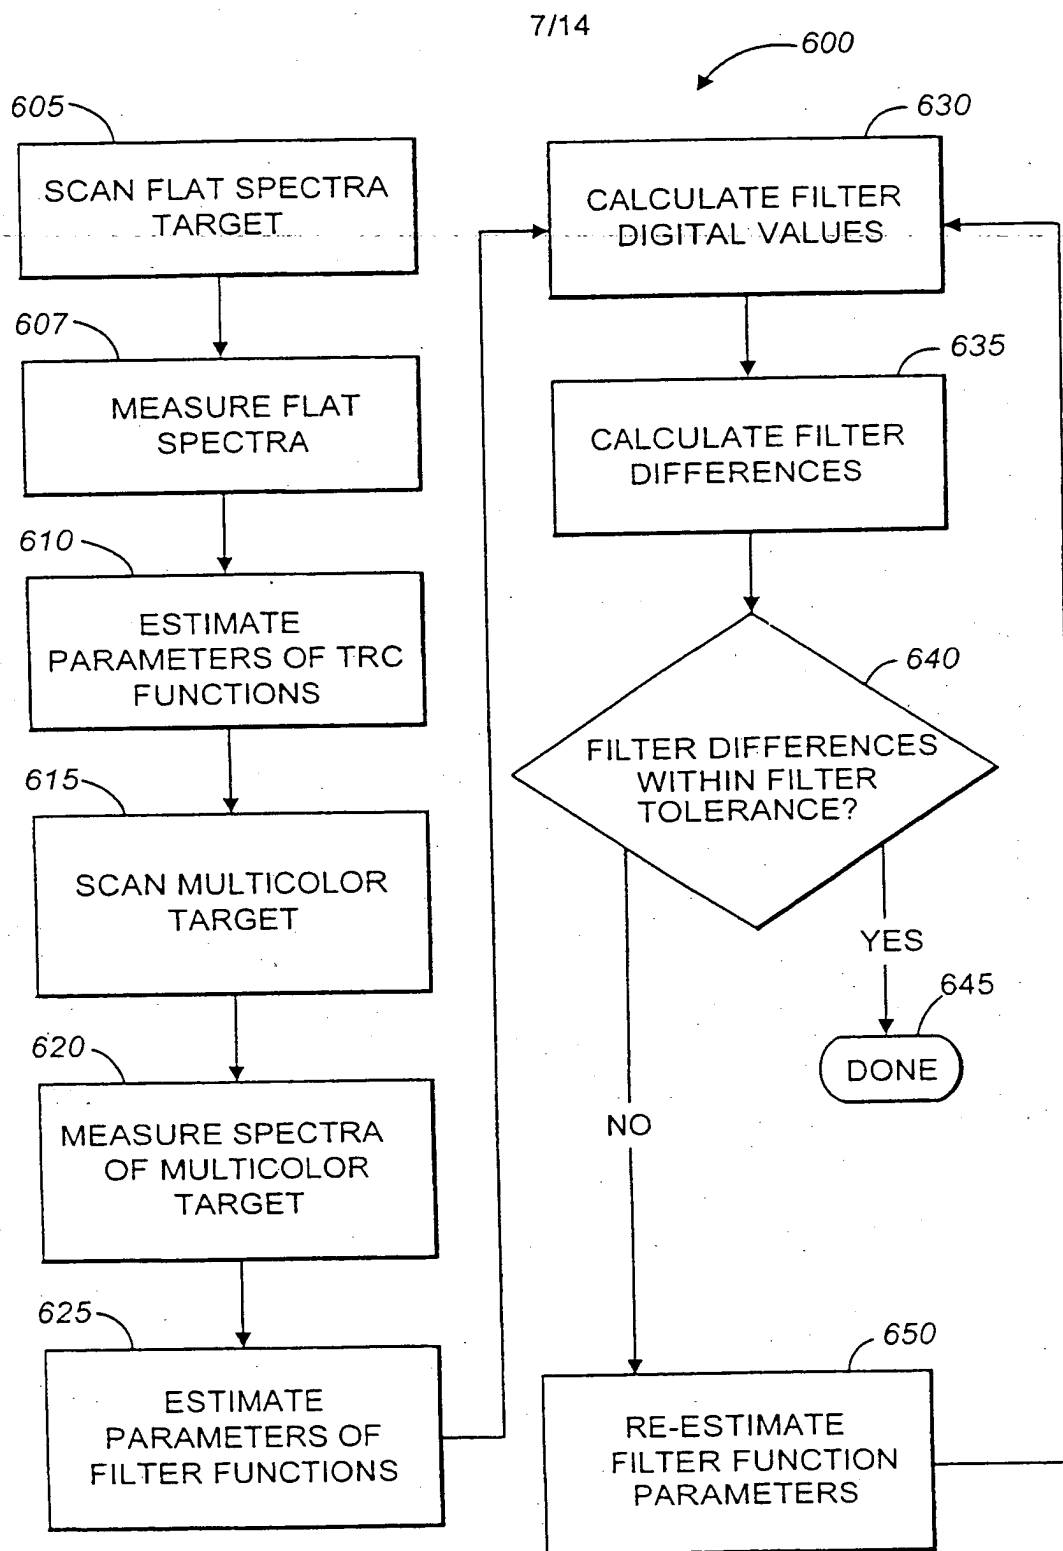 7/14
600
605
SCAN FLAT SPECTRA
TARGET
607
MEASURE FLAT
SPECTRA
610
ESTIMATE
PARAMETERS OF TRC
FUNCTIONS
615
SCAN MULTICOLOR
TARGET
620
MEASURE SPECTRA
OF MULTICOLOR
TARGET
625
ESTIMATE
PARAMETERS OF
FILTER FUNCTIONS
630
CALCULATE FILTER
DIGITAL VALUES
635
CALCULATE FILTER
DIFFERENCES
640
FILTER DIFFERENCES
WITHIN FILTER
TOLERANCE?
YES
645
DONE
NO
650
RE-ESTIMATE
FILTER FUNCTION
PARAMETERS